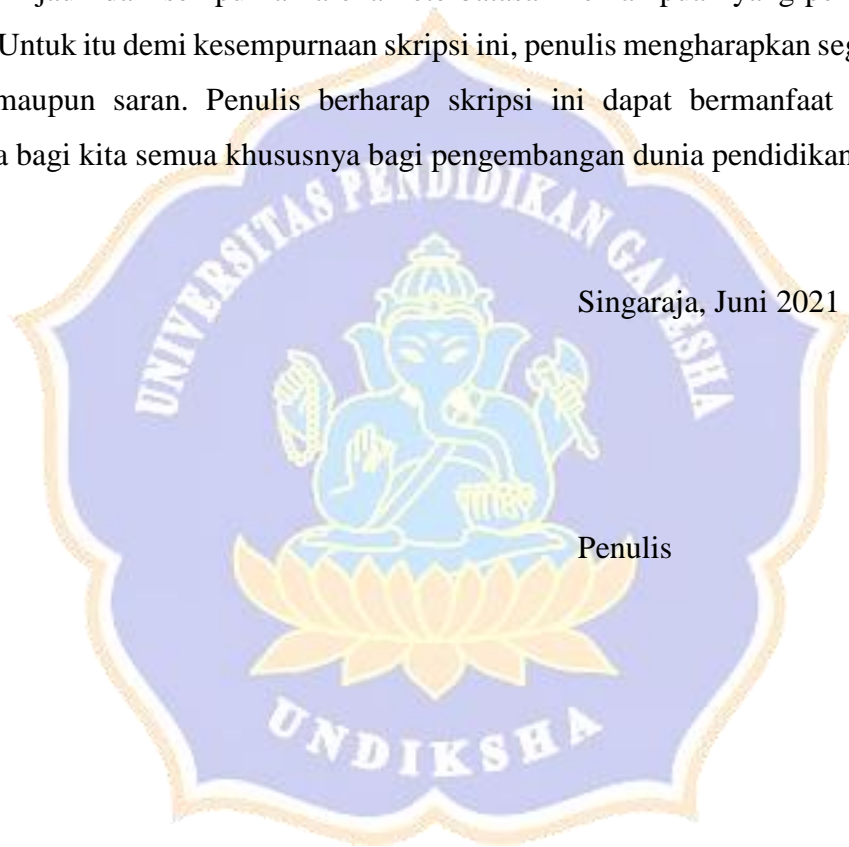 Untuk itu demi kesempurnaan skripsi ini, penulis mengharapkan
maupun saran. Penulis berharap skripsi ini dapat bermanfaat
bagi kita semua khususnya bagi pengembangan dunia pendidikan
UNIVERSITAS PENDIDIKAN GANESHA
Singaraja, Juni 2021
Penulis
UNDIKSHA